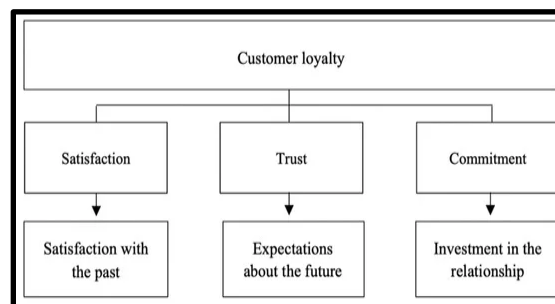 Customer loyalty
Satisfaction
Trust
Commitment
Satisfaction with
the past
Expectations
about the future
Investment in the
relationship